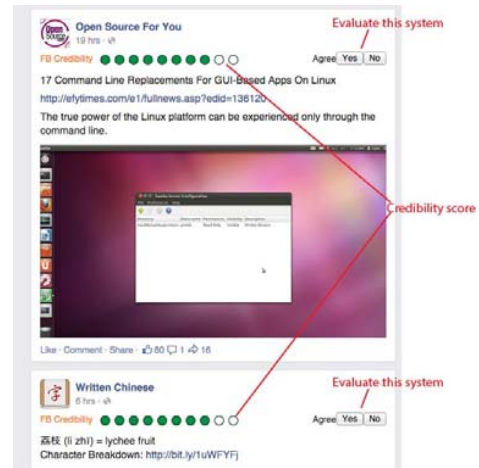 Evaluate this system
Open Source For You
19 hrs
FB Credibility
Agree Yes No
17 Command Line Replacements For GUI-Based Apps On Linux
http://efytimes.com/e1/fullnews.asp?edid=136120
The true power of the Linux platform can be experienced only through the
command line.
Credibility score
Like · Comment · Share · 80 1 16
Evaluate this system
字
Written Chinese
6 hrs
FB Credibility
Agree Yes No
荔枝 (li zhī) = lychee fruit
Character Breakdown: http://bit.ly/1uWFYFj